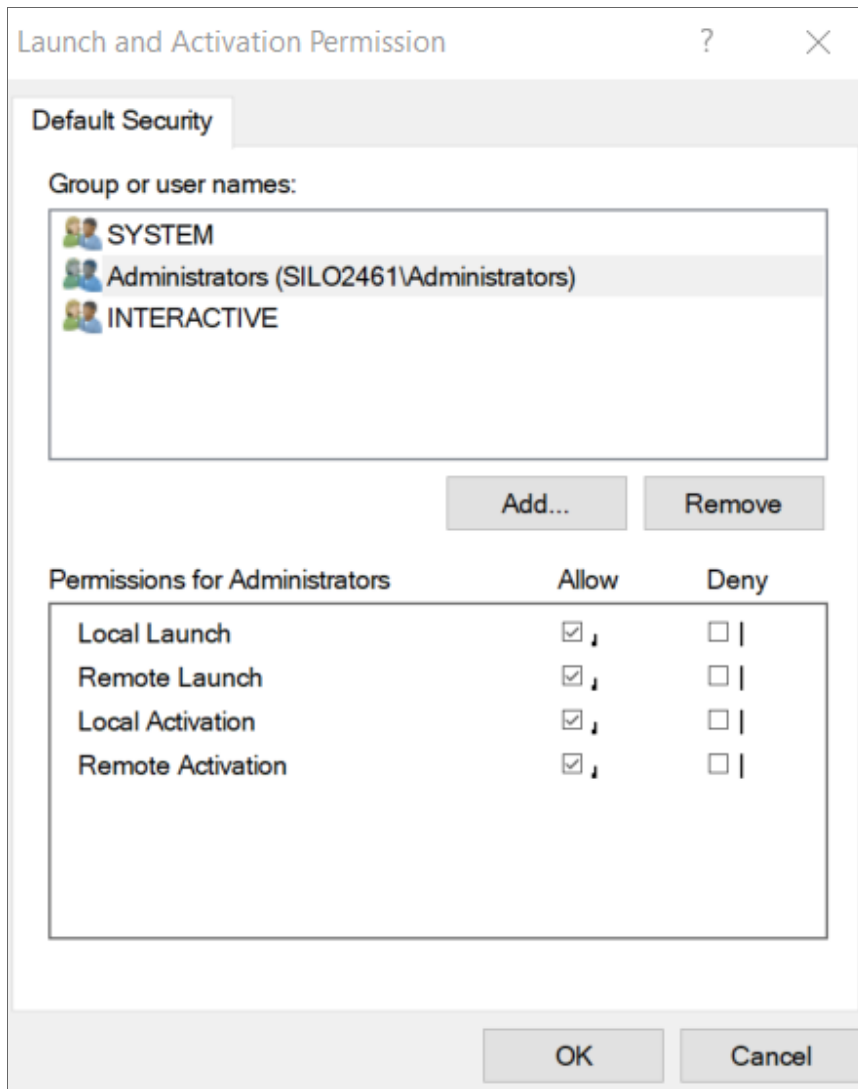 Launch and Activation Permission ?
Default Security
Group or user names:
SYSTEM
Administrators (SILO2461\Administrators)
INTERACTIVE
Add... Remove
Permissions for Administrators Allow Deny
Local Launch
Remote Launch
Local Activation
Remote Activation
OK Cancel